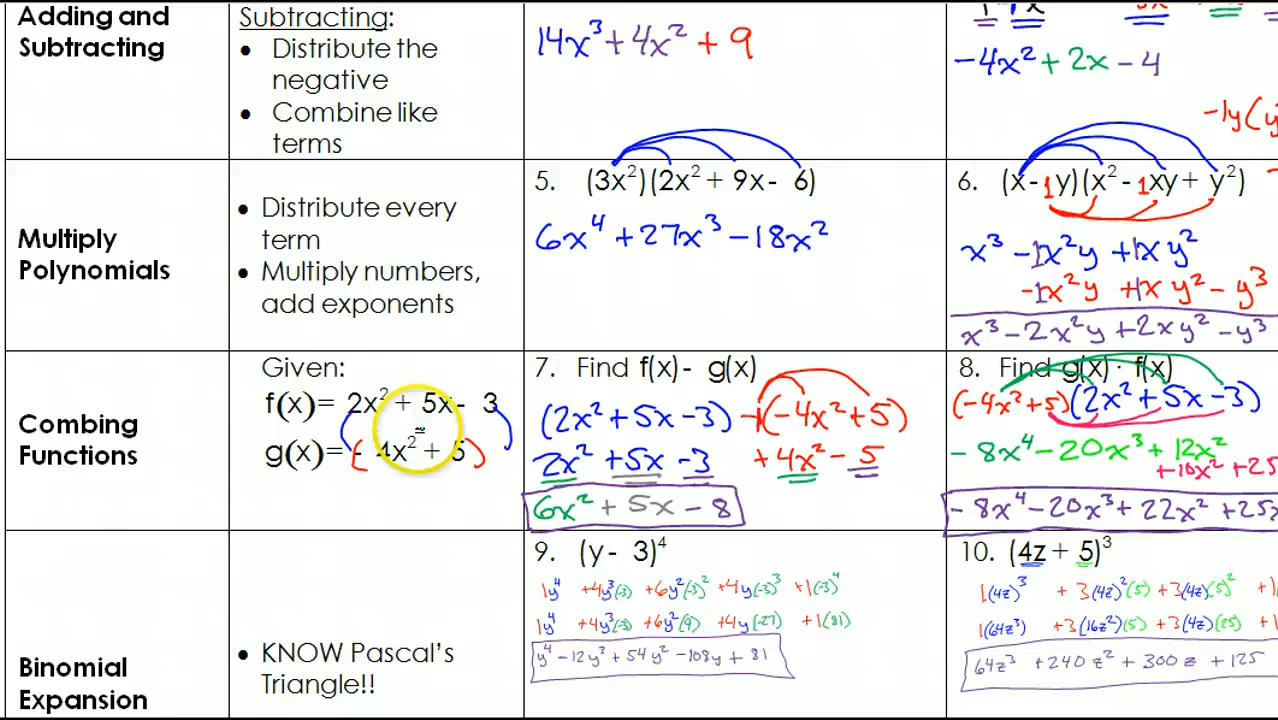 Adding and
Subtracting
Subtracting:
• Distribute the
negative
• Combine like
terms
14x³ + 4x² + 9
-4x² + 2x - 4
-1y(y
Multiply
Polynomials
• Distribute every
term
• Multiply numbers,
add exponents
5. (3x²)(2x² + 9x - 6)
6x⁴ + 27x³ - 18x²
6. (x - 1y)(x² - 1xy + y²)
x³ - 1x²y + 1xy²
-1x²y + 1xy² - y³
x³ - 2x²y + 2xy² - y³
Combing
Functions
Given:
f(x)= 2x² + 5x - 3
g(x)= (- 4x² + 5)
7. Find f(x) - g(x)
(2x² + 5x - 3) -1(-4x² + 5)
2x² + 5x - 3 + 4x² - 5
6x² + 5x - 8
8. Find g(x) · f(x)
(-4x² + 5)(2x² + 5x - 3)
- 8x⁴ - 20x³ + 12x²
+10x² + 25
- 8x⁴ - 20x³ + 22x² + 25x
Binomial
Expansion
• KNOW Pascal's
Triangle!!
9. (y - 3)⁴
1y⁴ +4y³(-3) +6y²(-3)² +4y(-3)³ +1(-3)⁴
1y⁴ +4y³(-3) +6y²(9) +4y(-27) +1(81)
y⁴ - 12y³ + 54y² - 108y + 81
10. (4z + 5)³
1(4z)³ + 3(4z)²(5) + 3(4z)(5)² +1
1(64z³) +3(16z²)(5) +3(4z)(25) +1
64z³ +240z² + 300z + 125